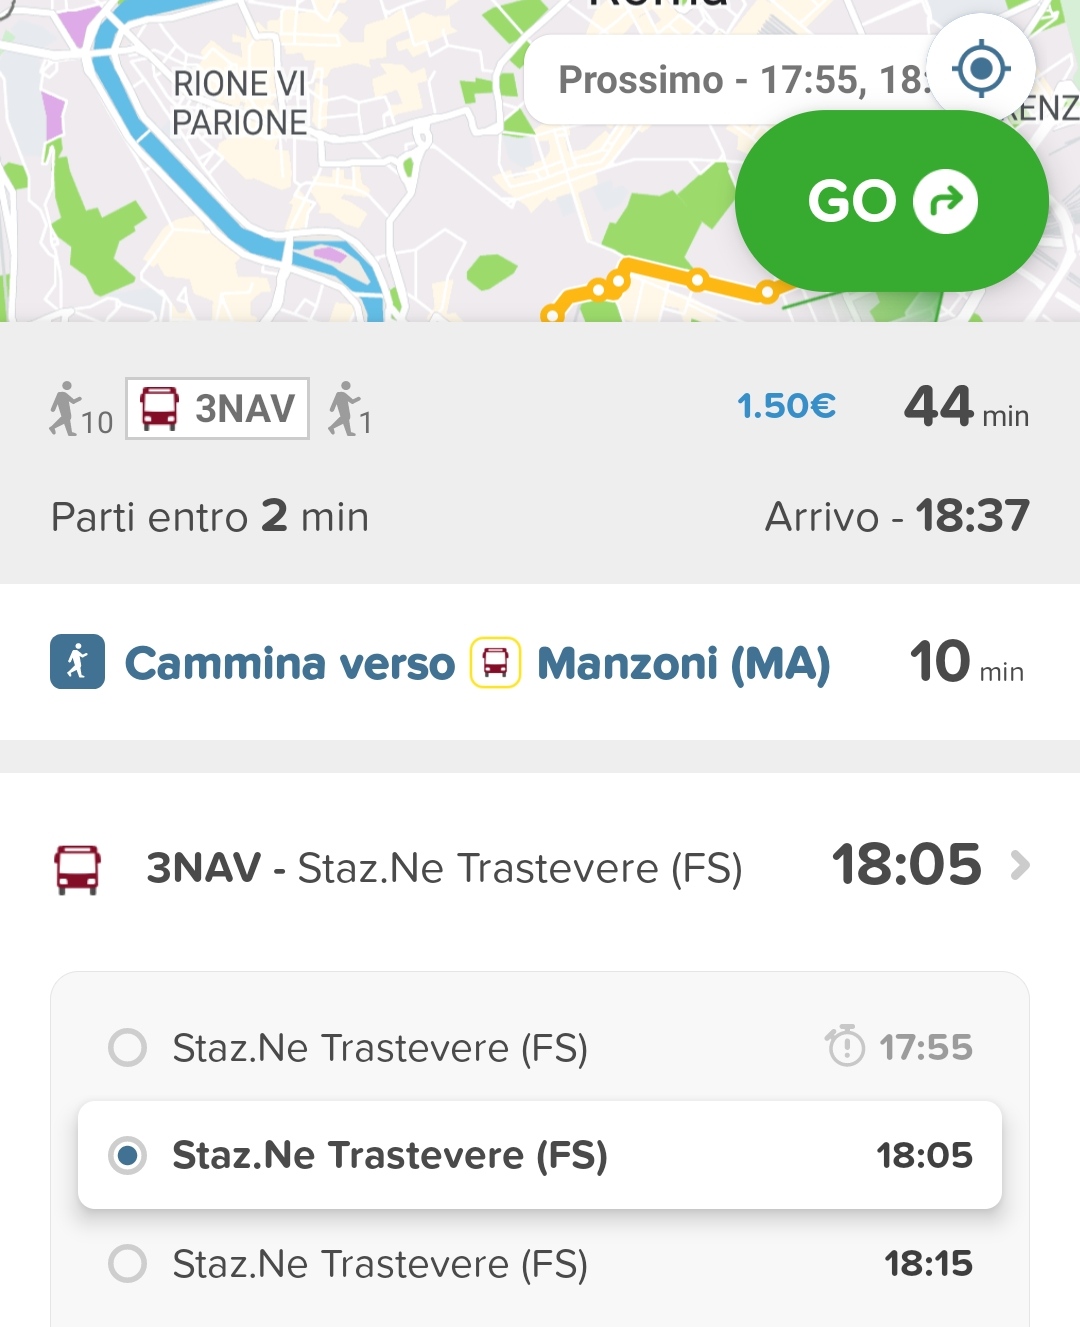 Roma
RIONE VI
PARIONE
Prossimo - 17:55, 18:
GO
10 3NAV 1 1.50€ 44 min
Parti entro 2 min Arrivo - 18:37
Cammina verso Manzoni (MA) 10 min
3NAV - Staz.Ne Trastevere (FS) 18:05
Staz.Ne Trastevere (FS) 17:55
Staz.Ne Trastevere (FS) 18:05
Staz.Ne Trastevere (FS) 18:15